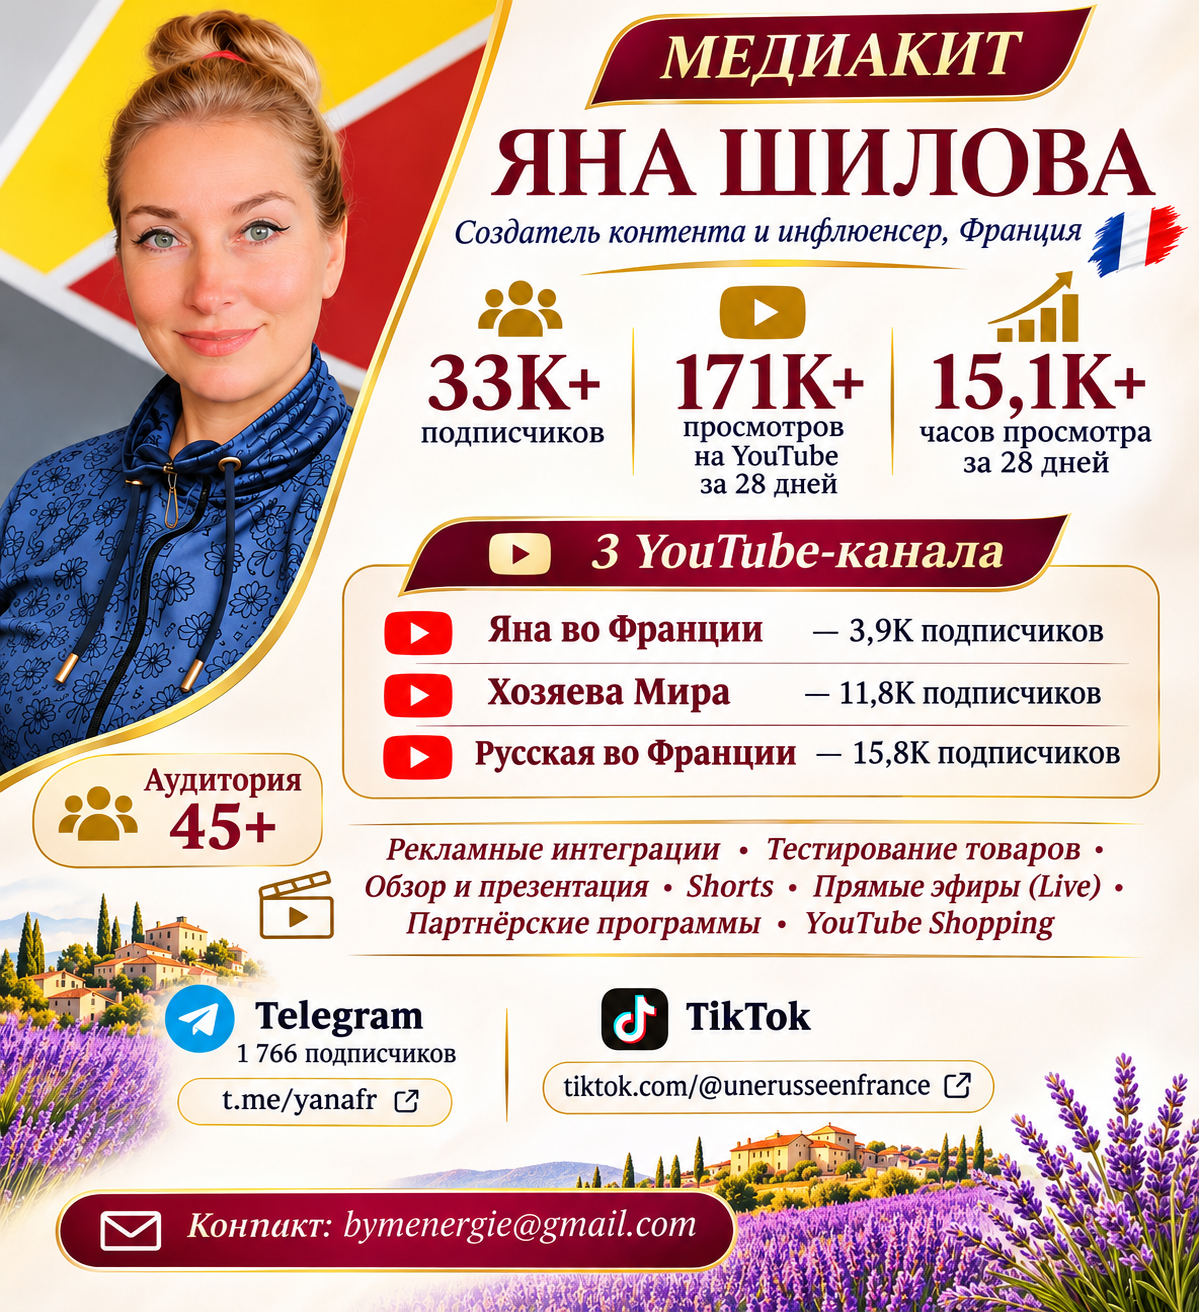 МЕДИАКИТ
ЯНА ШИЛОВА
Создатель контента и инфлюенсер, Франция
33K+
подписчиков
171K+
просмотров
на YouTube
за 28 дней
15,1K+
часов просмотра
за 28 дней
3 YouTube-канала
Яна во Франции — 3,9K подписчиков
Хозяева Мира — 11,8K подписчиков
Русская во Франции — 15,8K подписчиков
Аудитория
45+
Рекламные интеграции • Тестирование товаров •
Обзор и презентация • Shorts • Прямые эфиры (Live) •
Партнёрские программы • YouTube Shopping
Telegram
1 766 подписчиков
t.me/yanafr
TikTok
tiktok.com/@unerusseenfrance
Контакт: bymenergie@gmail.com